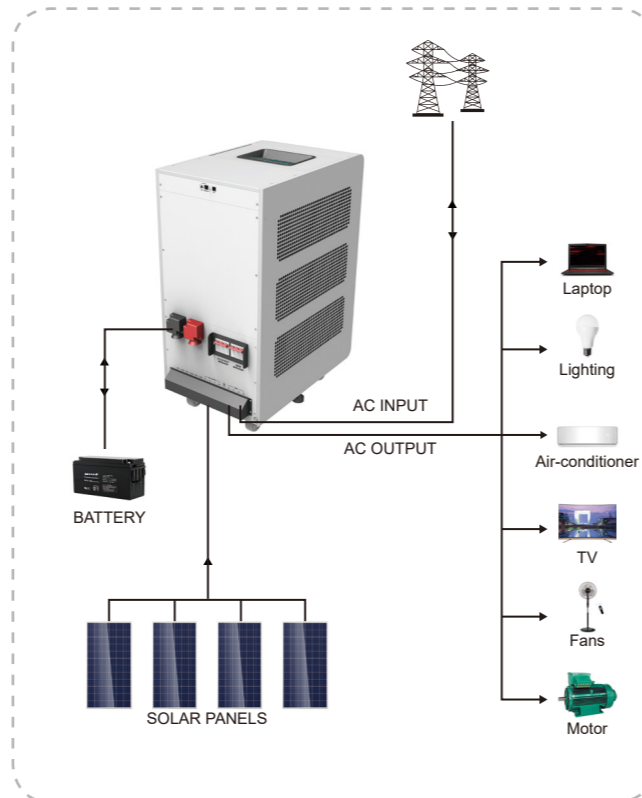 AC INPUT
AC OUTPUT
BATTERY
SOLAR PANELS
Laptop
Lighting
Air-conditioner
TV
Fans
Motor